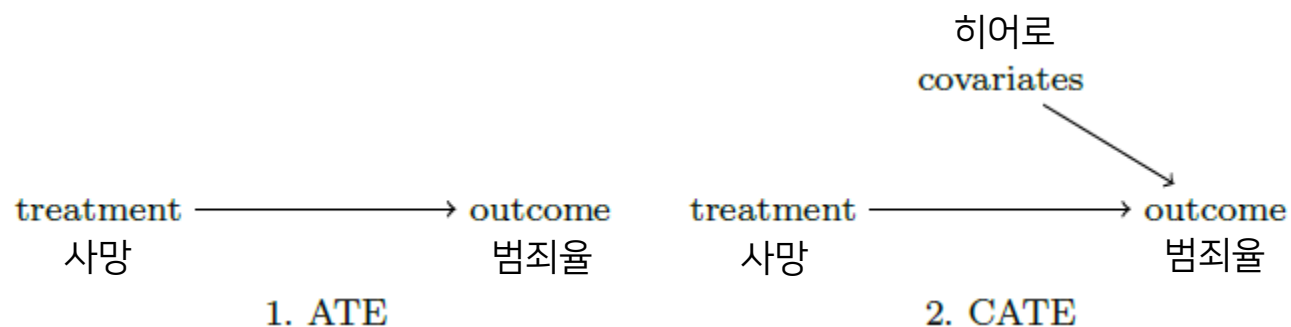 treatment
outcome
사망
범죄율
1. ATE
히어로
covariates
treatment
outcome
사망
범죄율
2. CATE